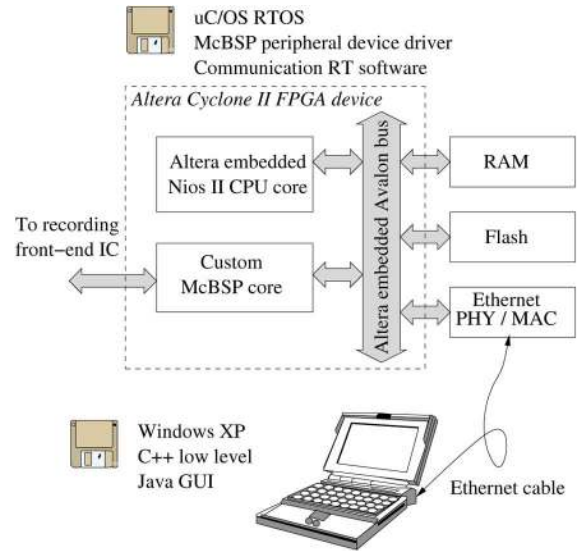 uC/OS RTOS
McBSP peripheral device driver
Communication RT software
Altera Cyclone II FPGA device
Altera embedded
Nios II CPU core
Altera embedded Avalon bus
RAM
To recording
front-end IC
Custom
McBSP core
Flash
Ethernet
PHY / MAC
Windows XP
C++ low level
Java GUI
Ethernet cable